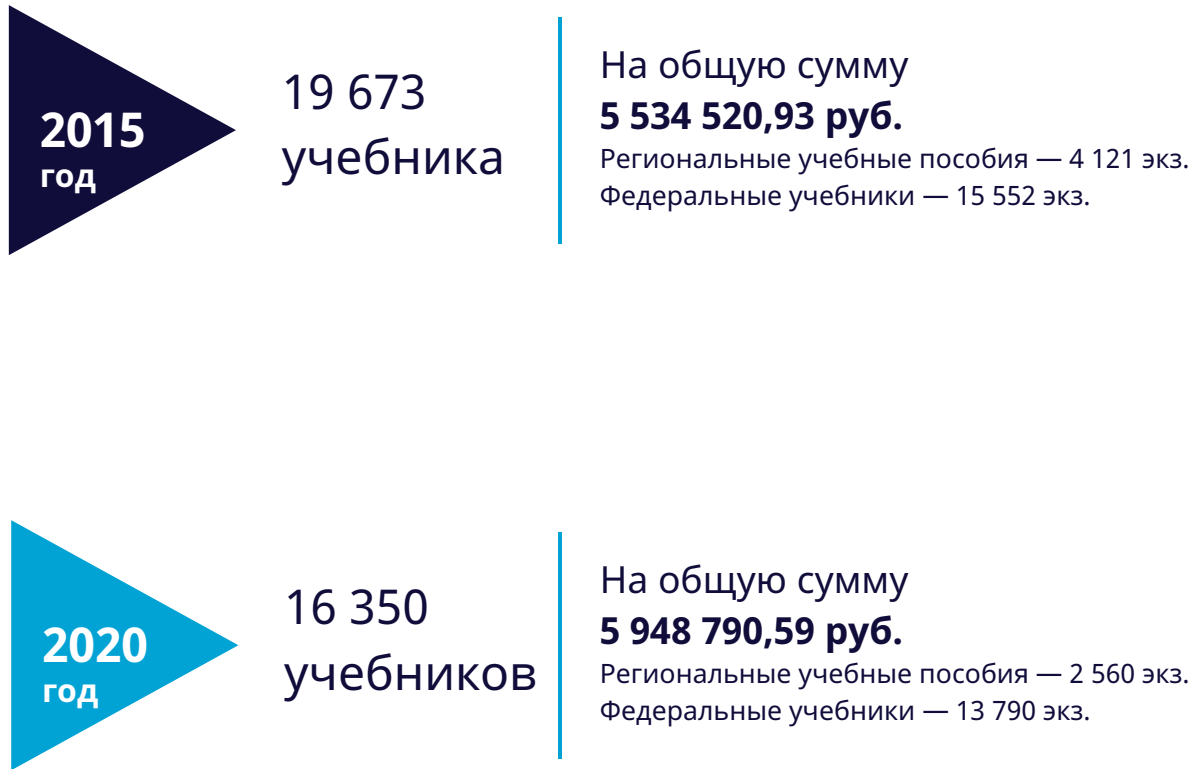 2015
год
19 673
учебника
На общую сумму
5 534 520,93 руб.
Региональные учебные пособия — 4 121 экз.
Федеральные учебники — 15 552 экз.
2020
год
16 350
учебников
На общую сумму
5 948 790,59 руб.
Региональные учебные пособия — 2 560 экз.
Федеральные учебники — 13 790 экз.